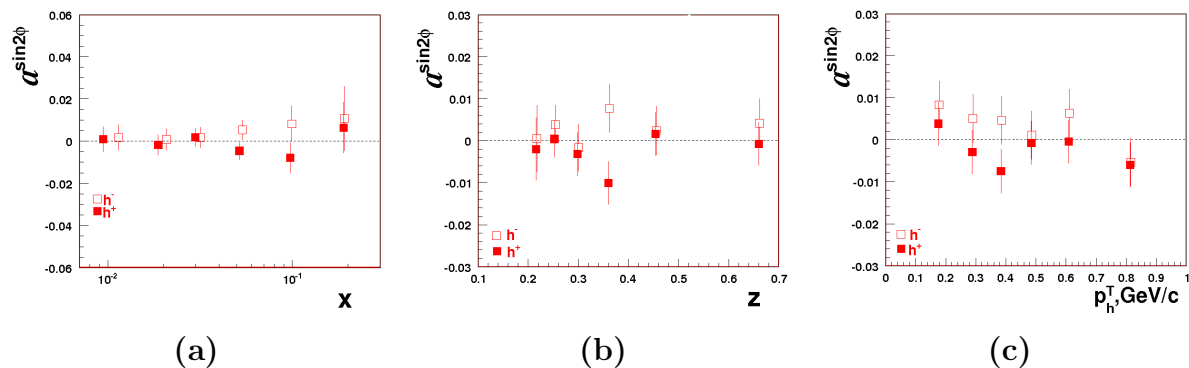 a^sin2ϕ
0.06
0.04
0.02
0
-0.02
-0.04
-0.06
h⁻
h⁺
10⁻²
10⁻¹
x
(a)
a^sin2ϕ
0.03
0.02
0.01
0
-0.01
-0.02
-0.03
h⁻
h⁺
0.1 0.2 0.3 0.4 0.5 0.6 0.7
z
(b)
a^sin2ϕ
0.03
0.02
0.01
0
-0.01
-0.02
-0.03
h⁻
h⁺
0 0.1 0.2 0.3 0.4 0.5 0.6 0.7 0.8 0.9 1
p_h^T,GeV/c
(c)